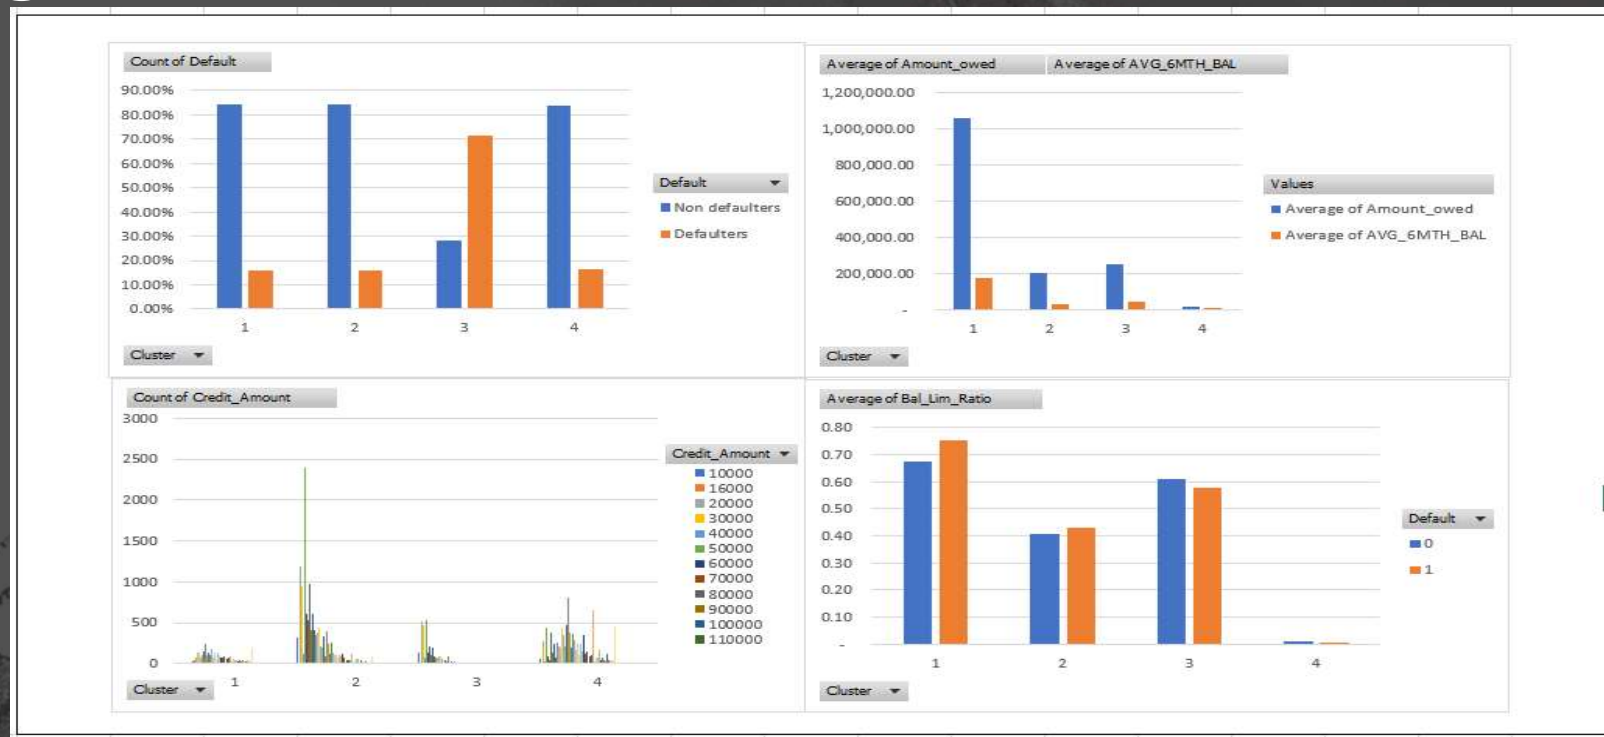 Count of Default
90.00%
80.00%
70.00%
60.00%
50.00%
40.00%
30.00%
20.00%
10.00%
0.00%
1 2 3 4
Default
Non defaulters
Defaulters
Cluster
Average of Amount_owed Average of AVG_6MTH_BAL
1,200,000.00
1,000,000.00
800,000.00
600,000.00
400,000.00
200,000.00
-
1 2 3 4
Values
Average of Amount_owed
Average of AVG_6MTH_BAL
Cluster
Count of Credit_Amount
3000
2500
2000
1500
1000
500
0
1 2 3 4
Credit_Amount
10000
16000
20000
30000
40000
50000
60000
70000
80000
90000
100000
110000
Cluster
Average of Bal_Lim_Ratio
0.80
0.70
0.60
0.50
0.40
0.30
0.20
0.10
-
1 2 3 4
Default
0
1
Cluster